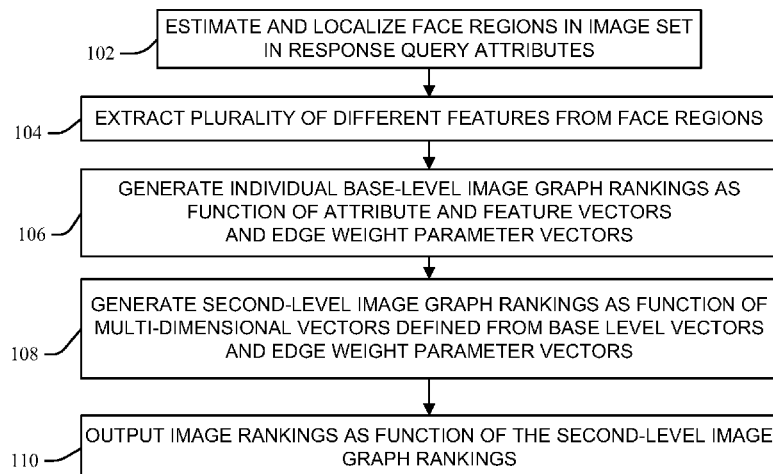 ESTIMATE AND LOCALIZE FACE REGIONS IN IMAGE SET
IN RESPONSE QUERY ATTRIBUTES
102
EXTRACT PLURALITY OF DIFFERENT FEATURES FROM FACE REGIONS
104
GENERATE INDIVIDUAL BASE-LEVEL IMAGE GRAPH RANKINGS AS
FUNCTION OF ATTRIBUTE AND FEATURE VECTORS
AND EDGE WEIGHT PARAMETER VECTORS
106
GENERATE SECOND-LEVEL IMAGE GRAPH RANKINGS AS FUNCTION OF
MULTI-DIMENSIONAL VECTORS DEFINED FROM BASE LEVEL VECTORS
AND EDGE WEIGHT PARAMETER VECTORS
108
OUTPUT IMAGE RANKINGS AS FUNCTION OF THE SECOND-LEVEL IMAGE
GRAPH RANKINGS
110